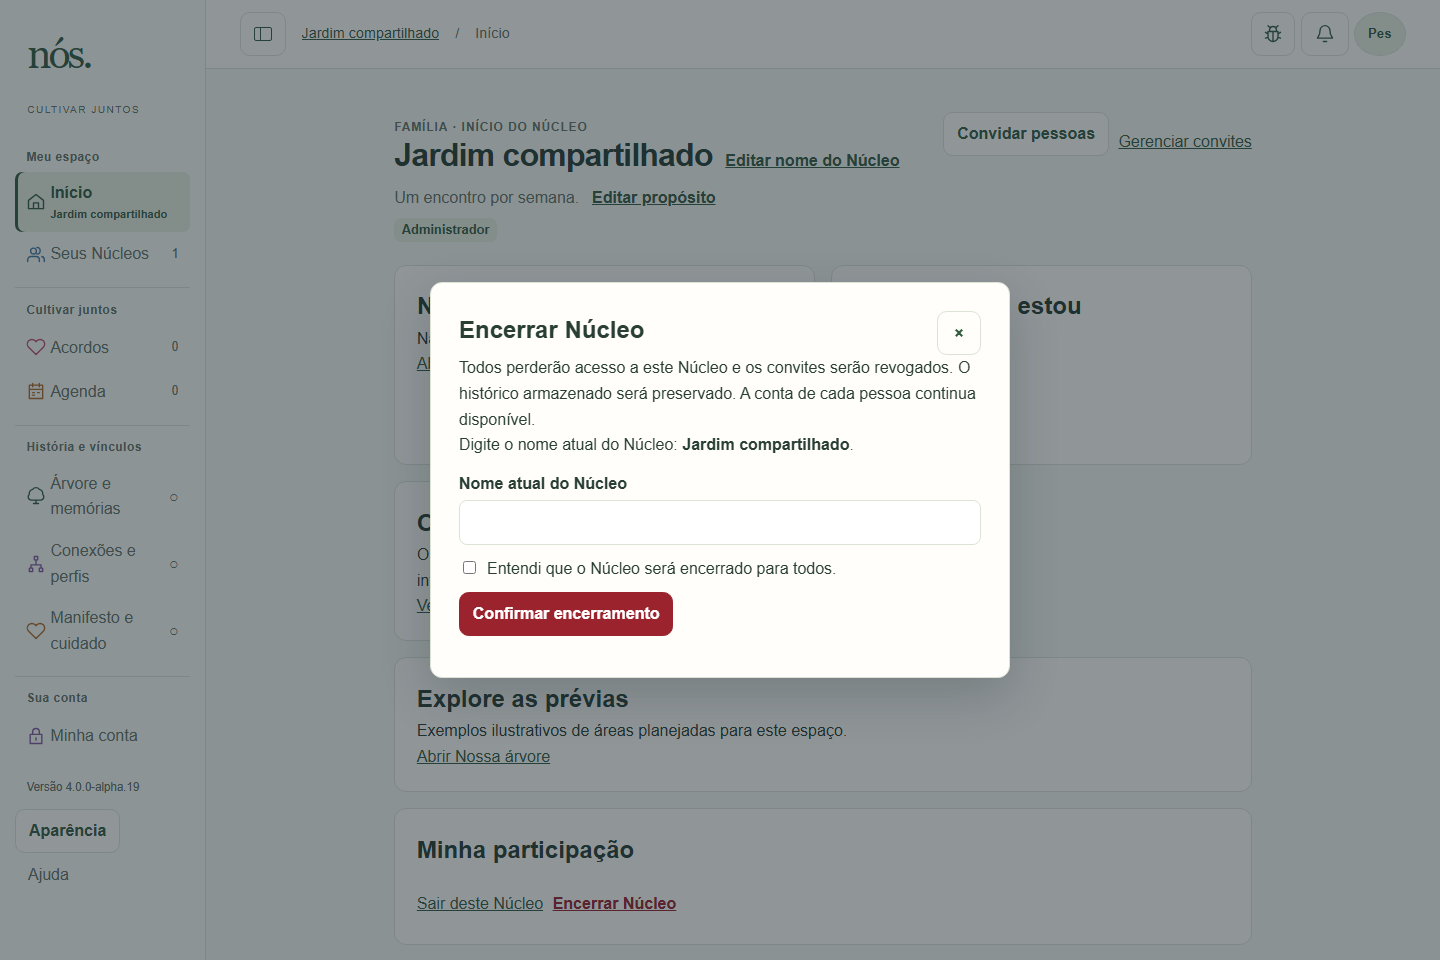 nós.
CULTIVAR JUNTOS
Meu espaço
Início
Jardim compartilhado
Seus Núcleos 1
Cultivar juntos
Acordos 0
Agenda 0
História e vínculos
Árvore e
memórias
Conexões e
perfis
Manifesto e
cuidado
Sua conta
Minha conta
Versão 4.0.0-alpha.19
Aparência
Ajuda
Jardim compartilhado / Início
Pes
FAMÍLIA · INÍCIO DO NÚCLEO
Jardim compartilhado Editar nome do Núcleo
Convidar pessoas Gerenciar convites
Um encontro por semana. Editar propósito
Administrador
estou
Encerrar Núcleo
×
Todos perderão acesso a este Núcleo e os convites serão revogados. O
histórico armazenado será preservado. A conta de cada pessoa continua
disponível.
Digite o nome atual do Núcleo: Jardim compartilhado.
Nome atual do Núcleo
Entendi que o Núcleo será encerrado para todos.
Confirmar encerramento
Explore as prévias
Exemplos ilustrativos de áreas planejadas para este espaço.
Abrir Nossa árvore
Minha participação
Sair deste Núcleo Encerrar Núcleo